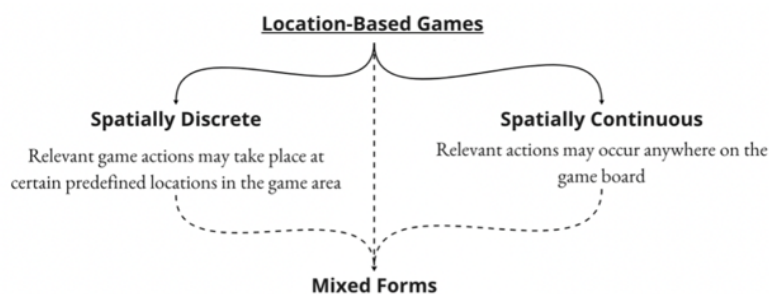 Location-Based Games
Spatially Discrete
Relevant game actions may take place at
certain predefined locations in the game area
Spatially Continuous
Relevant actions may occur anywhere on the
game board
Mixed Forms